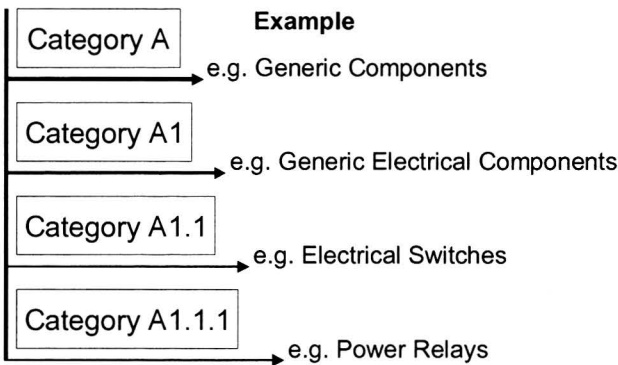 Example
Category A
e.g. Generic Components
Category A1
e.g. Generic Electrical Components
Category A1.1
e.g. Electrical Switches
Category A1.1.1
e.g. Power Relays